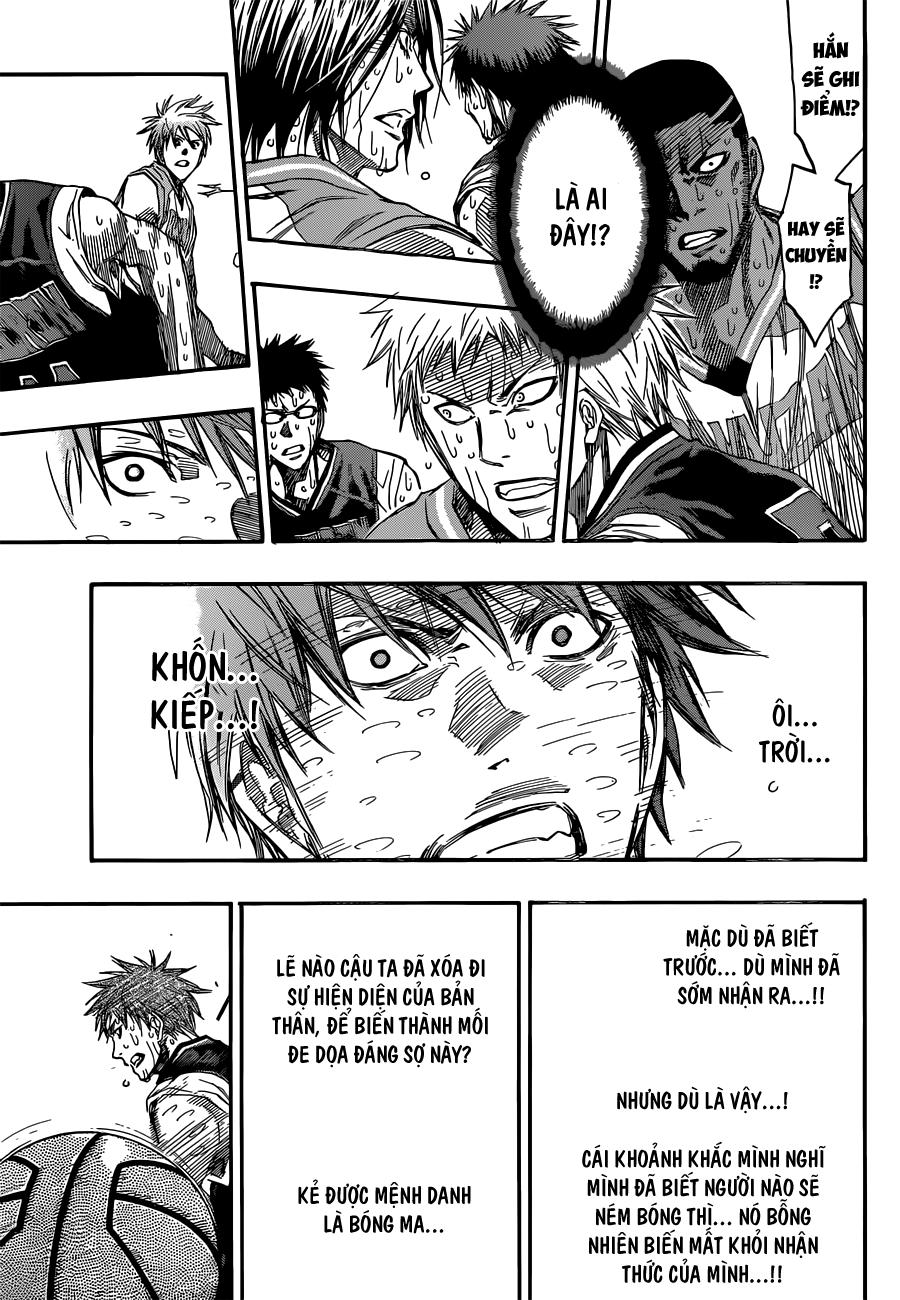 HẮN
SẼ GHI
ĐIỂM!?
HAY SẼ
CHUYỀN
!?
LÀ AI
ĐÂY!?
ÔI...
TRỜI...
KHỐN...
KIẾP...!
MẶC DÙ ĐÃ BIẾT
TRƯỚC... DÙ MÌNH ĐÃ
SỚM NHẬN RA...!!
NHƯNG DÙ LÀ VẬY...!
CÁI KHOẢNH KHẮC MÌNH NGHĨ
MÌNH ĐÃ BIẾT NGƯỜI NÀO SẼ
NÉM BÓNG THÌ... NÓ BỖNG
NHIÊN BIẾN MẤT KHỎI NHẬN
THỨC CỦA MÌNH...!!
LẼ NÀO CẬU TA ĐÃ XÓA ĐI
SỰ HIỆN DIỆN CỦA BẢN
THÂN, ĐỂ BIẾN THÀNH MỐI
ĐE DỌA ĐÁNG SỢ NÀY?
KẺ ĐƯỢC MỆNH DANH
LÀ BÓNG MA...